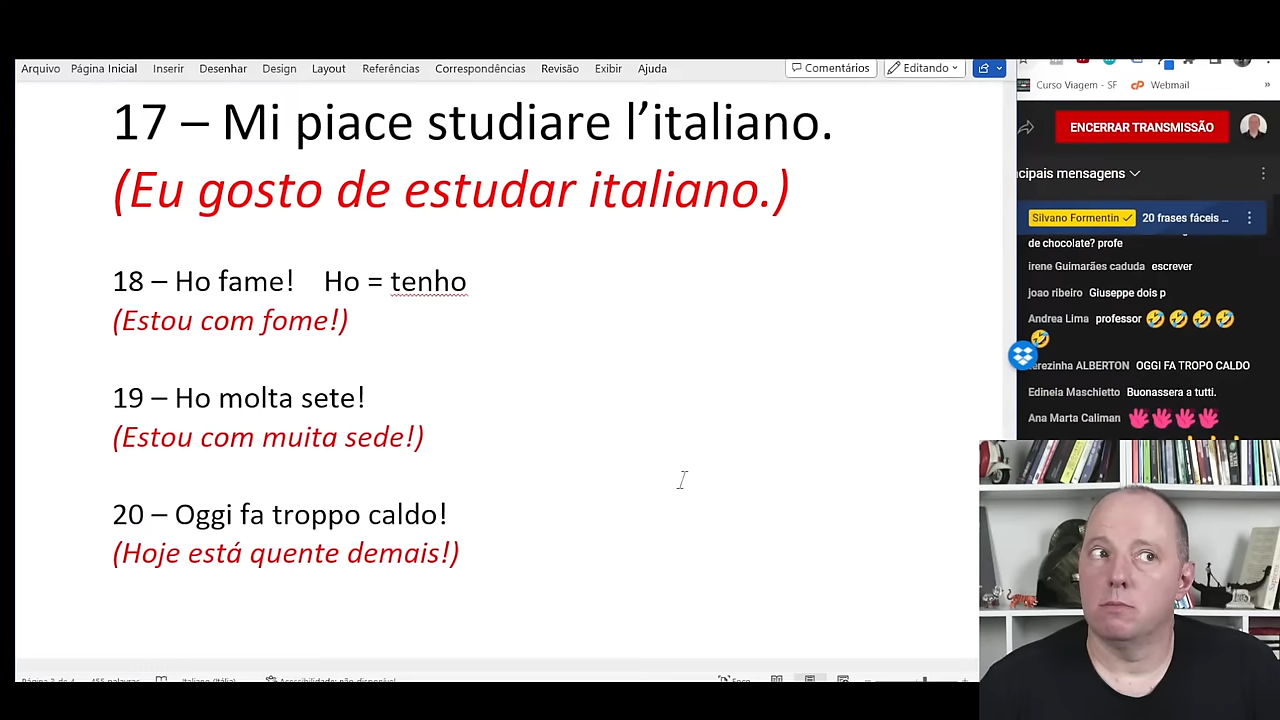 Arquivo Página Inicial Inserir Desenhar Design Layout Referências Correspondências Revisão Exibir Ajuda Comentários Editando
17 – Mi piace studiare l’italiano.
(Eu gosto de estudar italiano.)
18 – Ho fame! Ho = tenho
(Estou com fome!)
19 – Ho molta sete!
(Estou com muita sede!)
20 – Oggi fa troppo caldo!
(Hoje está quente demais!)
Curso Viagem - SF Webmail »
ENCERRAR TRANSMISSÃO
ncipais mensagens
Silvano Formentin 20 frases fáceis ...
de chocolate? profe
irene Guimarães caduda escrever
joao ribeiro Giuseppe dois p
Andrea Lima professor 🤣🤣🤣🤣
🤣
erezinha ALBERTON OGGI FA TROPO CALDO
Edineia Maschietto Buonassera a tutti.
Ana Marta Caliman